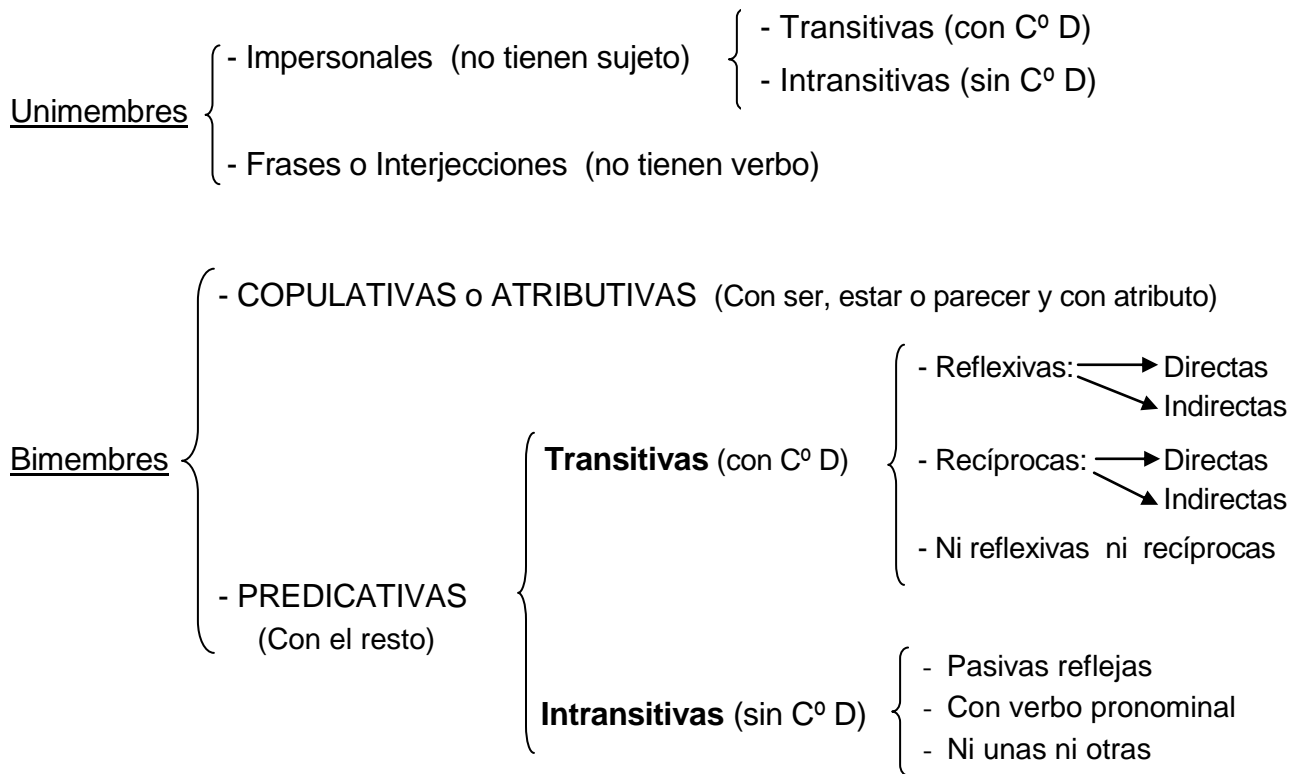 Unimembres
- Impersonales (no tienen sujeto)
- Transitivas (con Cº D)
- Intransitivas (sin Cº D)
- Frases o Interjecciones (no tienen verbo)
Bimembres
- COPULATIVAS o ATRIBUTIVAS (Con ser, estar o parecer y con atributo)
- PREDICATIVAS
(Con el resto)
Transitivas (con Cº D)
- Reflexivas:
Directas
Indirectas
- Recíprocas:
Directas
Indirectas
- Ni reflexivas ni recíprocas
Intransitivas (sin Cº D)
- Pasivas reflejas
- Con verbo pronominal
- Ni unas ni otras